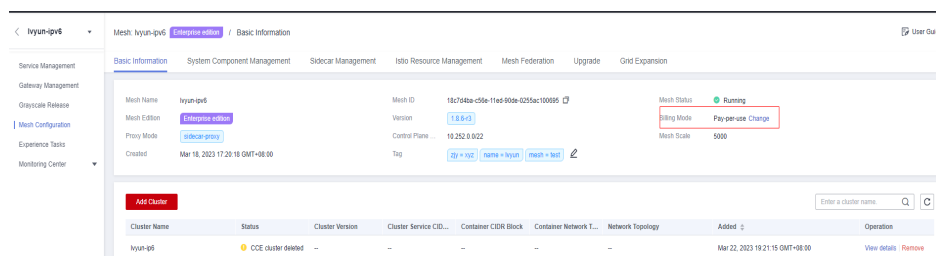 lvyun-ipv6
Mesh: lvyun-ipv6 Enterprise edition / Basic Information
User Gui
Service Management
Gateway Management
Grayscale Release
Mesh Configuration
Experience Tasks
Monitoring Center
Basic Information System Component Management Sidecar Management Istio Resource Management Mesh Federation Upgrade Grid Expansion
Mesh Name lvyun-ipv6 Mesh ID 18c7d4ba-c56e-11ed-90de-0255ac100695 Mesh Status Running
Mesh Edition Enterprise edition Version 1.8.6-r3 Billing Mode Pay-per-use Change
Proxy Mode sidecar-proxy Control Plane ... 10.252.0.0/22 Mesh Scale 5000
Created Mar 18, 2023 17:20:18 GMT+08:00 Tag zjy = xyz name = lvyun mesh = test
Add Cluster Enter a cluster name.
Cluster Name Status Cluster Version Cluster Service CID... Container CIDR Block Container Network T... Network Topology Added Operation
lvyun-ip6 CCE cluster deleted -- -- -- -- Mar 22, 2023 19:21:15 GMT+08:00 View details Remove